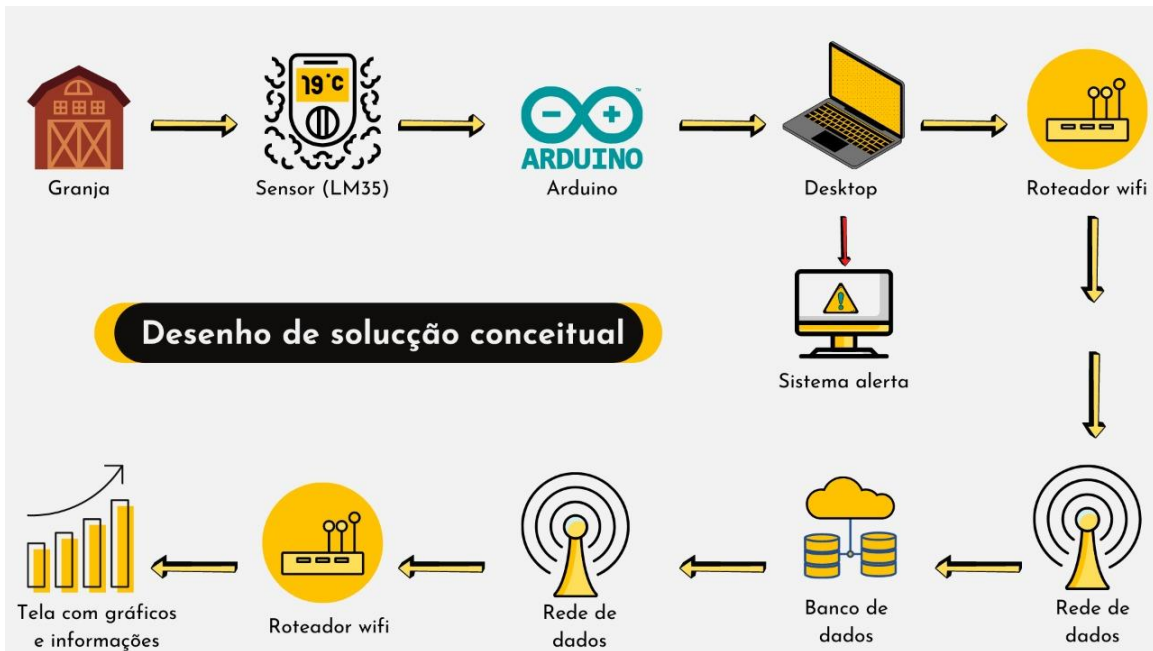 19°c
ARDUINO
TM
Granja
Sensor (LM35)
Arduino
Desktop
Roteador wifi
Desenho de solucção conceitual
Sistema alerta
Tela com gráficos
e informações
Roteador wifi
Rede de
dados
Banco de
dados
Rede de
dados